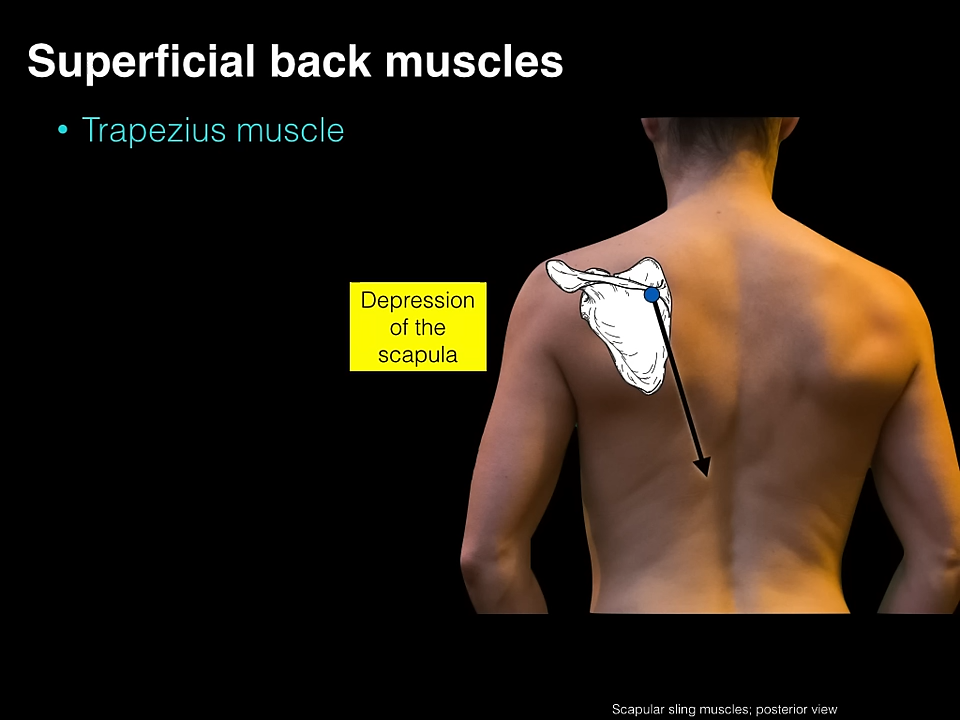 Superficial back muscles
• Trapezius muscle
Depression
of the
scapula
Scapular sling muscles; posterior view